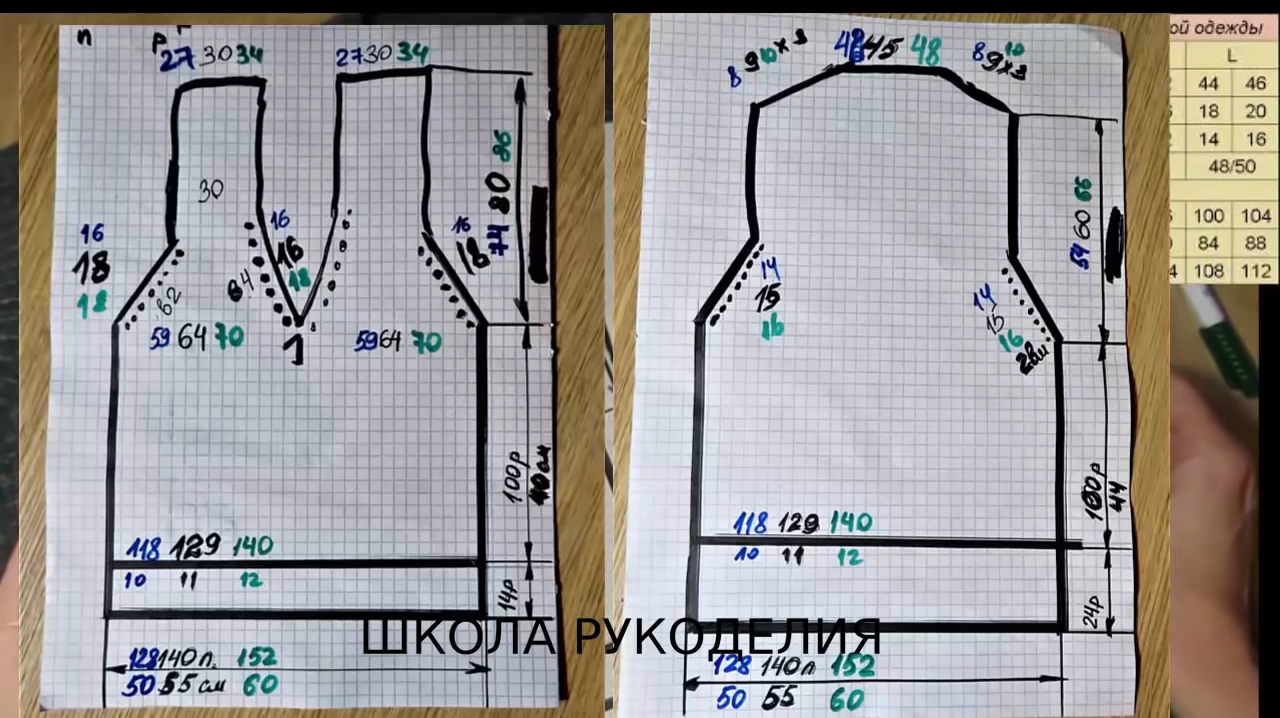 п
р
27 30 34
27 30 34
30
16
18
18
16
16
18
16
18
74 80 86
82
84
59 64 70
1
59 64 70
100р
40см
118 129 140
10 11 12
14р
128 140п. 152
50 55см 60
8 9 10 х 3
48 45 48
8 9 10 х 3
54 60 66
14
15
16
14
15
16
2вм
100р
44
118 129 140
10 11 12
24р
128 140п 152
50 55 60
ой одежды
L
44 46
18 20
14 16
48/50
100 104
84 88
108 112
ШКОЛА РУКОДЕЛИЯ